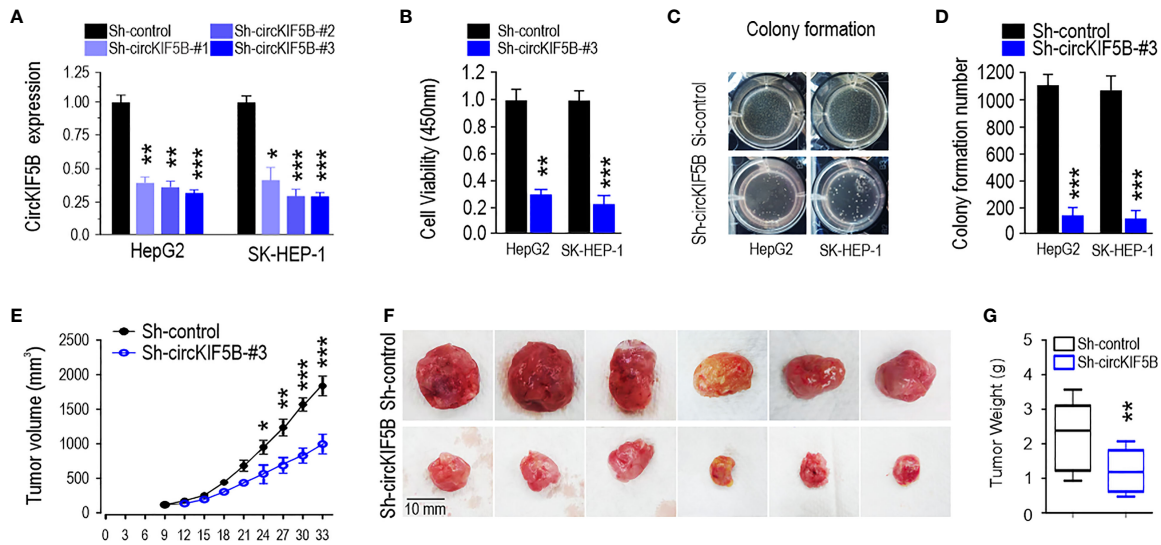 A
Sh-control
Sh-circKIF5B-#2
Sh-circKIF5B-#1
Sh-circKIF5B-#3
CircKIF5B expression
1.25
1.00
0.75
0.50
0.25
0.0
**
**
***
*
***
***
HepG2
SK-HEP-1
B
Sh-control
Sh-circKIF5B-#3
Cell Viability (450nm)
1.2
1.0
0.8
0.6
0.4
0.2
0.0
**
***
HepG2
SK-HEP-1
C
Colony formation
Si-control
Sh-circKIF5B
HepG2
SK-HEP-1
D
Sh-control
Sh-circKIF5B-#3
Colony formation number
1200
1000
800
600
400
200
0
***
***
HepG2
SK-HEP-1
E
Sh-control
Sh-circKIF5B-#3
Tumor volume (mm³)
2500
2000
1500
1000
500
0
*
**
***
***
0 3 6 9 12 15 18 21 24 27 30 33
F
Sh-control
Sh-circKIF5B
10 mm
G
Sh-control
Sh-circKIF5B
Tumor Weight (g)
5
4
3
2
1
0
**